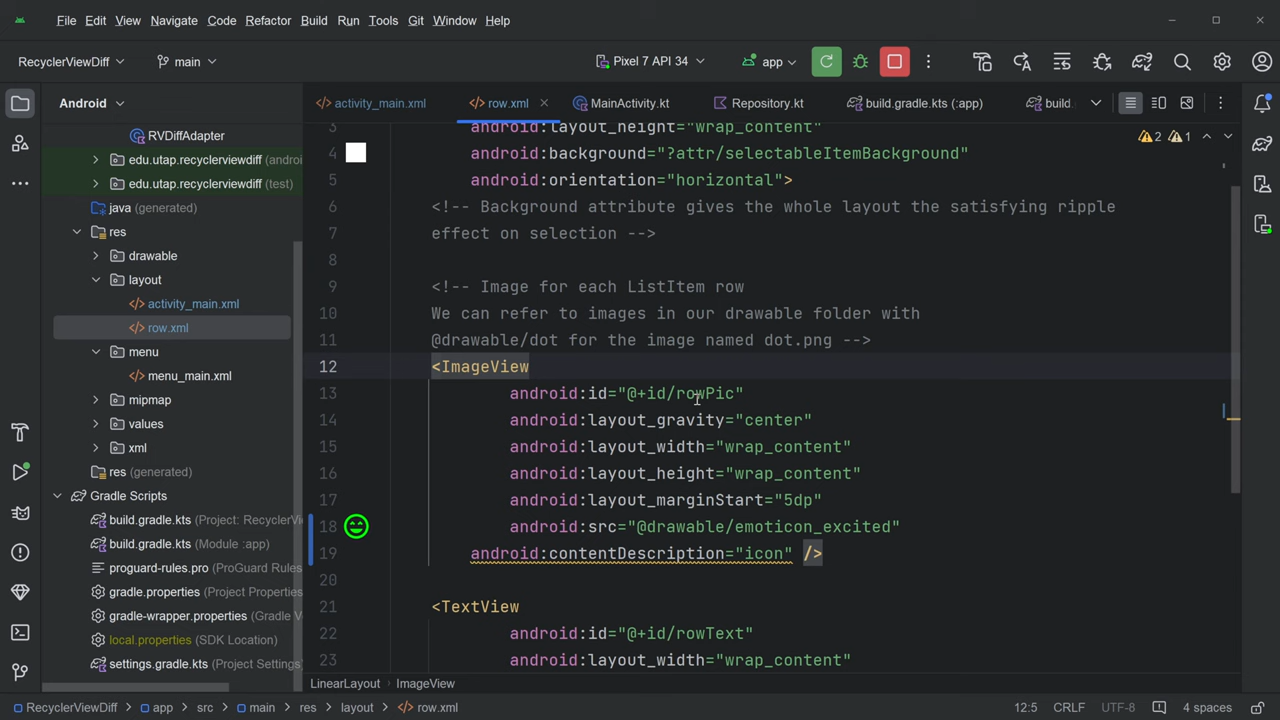 File Edit View Navigate Code Refactor Build Run Tools Git Window Help
RecyclerViewDiff main Pixel 7 API 34 app
Android activity_main.xml row.xml MainActivity.kt Repository.kt build.gradle.kts (:app) build.
RVDiffAdapter
edu.utap.recyclerviewdiff (androi
edu.utap.recyclerviewdiff (test)
java (generated)
res
drawable
layout
activity_main.xml
row.xml
menu
menu_main.xml
mipmap
values
xml
res (generated)
Gradle Scripts
build.gradle.kts (Project: RecyclerVi
build.gradle.kts (Module :app)
proguard-rules.pro (ProGuard Rules
gradle.properties (Project Properties
gradle-wrapper.properties (Gradle V
local.properties (SDK Location)
settings.gradle.kts (Project Settings
2 1
3 android:layout_height="wrap_content"
4 android:background="?attr/selectableItemBackground"
5 android:orientation="horizontal">
6 <!-- Background attribute gives the whole layout the satisfying ripple
7 effect on selection -->
8
9 <!-- Image for each ListItem row
10 We can refer to images in our drawable folder with
11 @drawable/dot for the image named dot.png -->
12 <ImageView
13 android:id="@+id/rowPic"
14 android:layout_gravity="center"
15 android:layout_width="wrap_content"
16 android:layout_height="wrap_content"
17 android:layout_marginStart="5dp"
18 android:src="@drawable/emoticon_excited"
19 android:contentDescription="icon" />
20
21 <TextView
22 android:id="@+id/rowText"
23 android:layout_width="wrap_content"
LinearLayout ImageView
RecyclerViewDiff app src main res layout row.xml 12:5 CRLF UTF-8 4 spaces